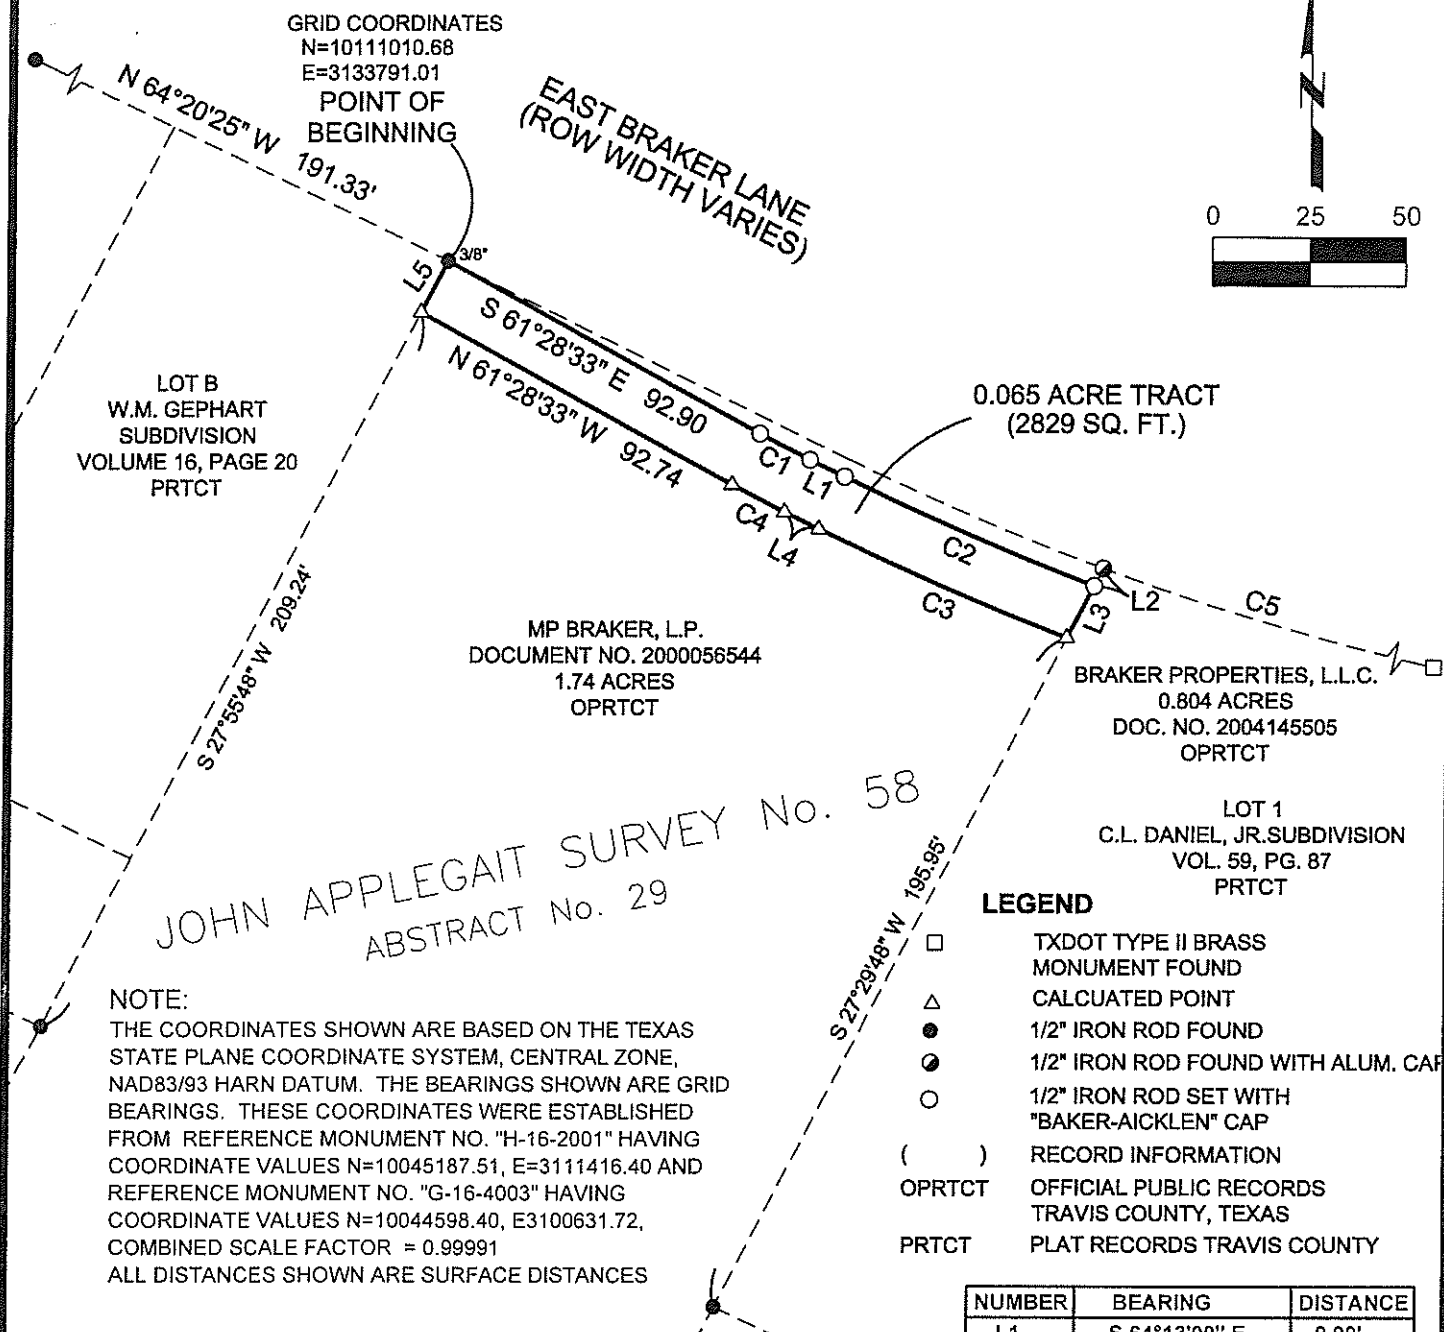 GRID COORDINATES
N=10111010.68
E=3133791.01
POINT OF
BEGINNING
N 64°20'25" W 191.33'
EAST BRAKER LANE
(ROW WIDTH VARIES)
0 25 50
3/8"
L5
S 61°28'33" E 92.90
N 61°28'33" W 92.74
C1
L1
C4
L4
C2
C3
L2
L3
C5
0.065 ACRE TRACT
(2829 SQ. FT.)
LOT B
W.M. GEPHART
SUBDIVISION
VOLUME 16, PAGE 20
PRTCT
S 27°55'48" W 209.24'
MP BRAKER, L.P.
DOCUMENT NO. 2000056544
1.74 ACRES
OPRTCT
BRAKER PROPERTIES, L.L.C.
0.804 ACRES
DOC. NO. 2004145505
OPRTCT
LOT 1
C.L. DANIEL, JR.SUBDIVISION
VOL. 59, PG. 87
PRTCT
S 27°29'48" W 195.95'
JOHN APPLEGAIT SURVEY No. 58
ABSTRACT No. 29
NOTE:
THE COORDINATES SHOWN ARE BASED ON THE TEXAS
STATE PLANE COORDINATE SYSTEM, CENTRAL ZONE,
NAD83/93 HARN DATUM. THE BEARINGS SHOWN ARE GRID
BEARINGS. THESE COORDINATES WERE ESTABLISHED
FROM REFERENCE MONUMENT NO. "H-16-2001" HAVING
COORDINATE VALUES N=10045187.51, E=3111416.40 AND
REFERENCE MONUMENT NO. "G-16-4003" HAVING
COORDINATE VALUES N=10044598.40, E3100631.72,
COMBINED SCALE FACTOR = 0.99991
ALL DISTANCES SHOWN ARE SURFACE DISTANCES
LEGEND
TXDOT TYPE II BRASS
MONUMENT FOUND
CALCUATED POINT
1/2" IRON ROD FOUND
1/2" IRON ROD FOUND WITH ALUM. CAP
1/2" IRON ROD SET WITH
"BAKER-AICKLEN" CAP
( ) RECORD INFORMATION
OPRTCT OFFICIAL PUBLIC RECORDS
TRAVIS COUNTY, TEXAS
PRTCT PLAT RECORDS TRAVIS COUNTY
NUMBER BEARING DISTANCE
L1